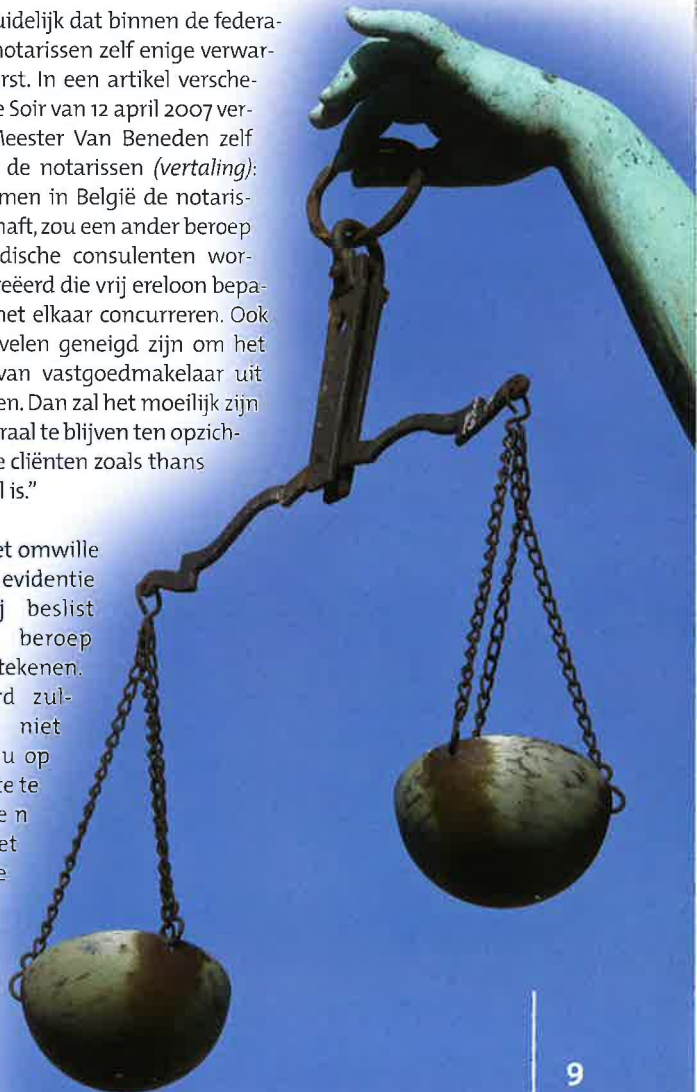 uidelijk dat binnen de federa-
notarissen zelf enige verwar-
rst. In een artikel versche-
e Soir van 12 april 2007 ver-
Meester Van Beneden zelf
de notarissen (vertaling):
men in België de notaris-
haft, zou een ander beroep
dische consulenten wor-
reëerd die vrij ereloon bepa-
net elkaar concurreren. Ook
velen geneigd zijn om het
van vastgoedmakelaar uit
en. Dan zal het moeilijk zijn
raal te blijven ten opzich-
e cliënten zoals thans
l is.”
et omwille
evidentie
j beslist
beroep
tekenen.
rd zul-
niet
u op
te te
e n
et
e
9